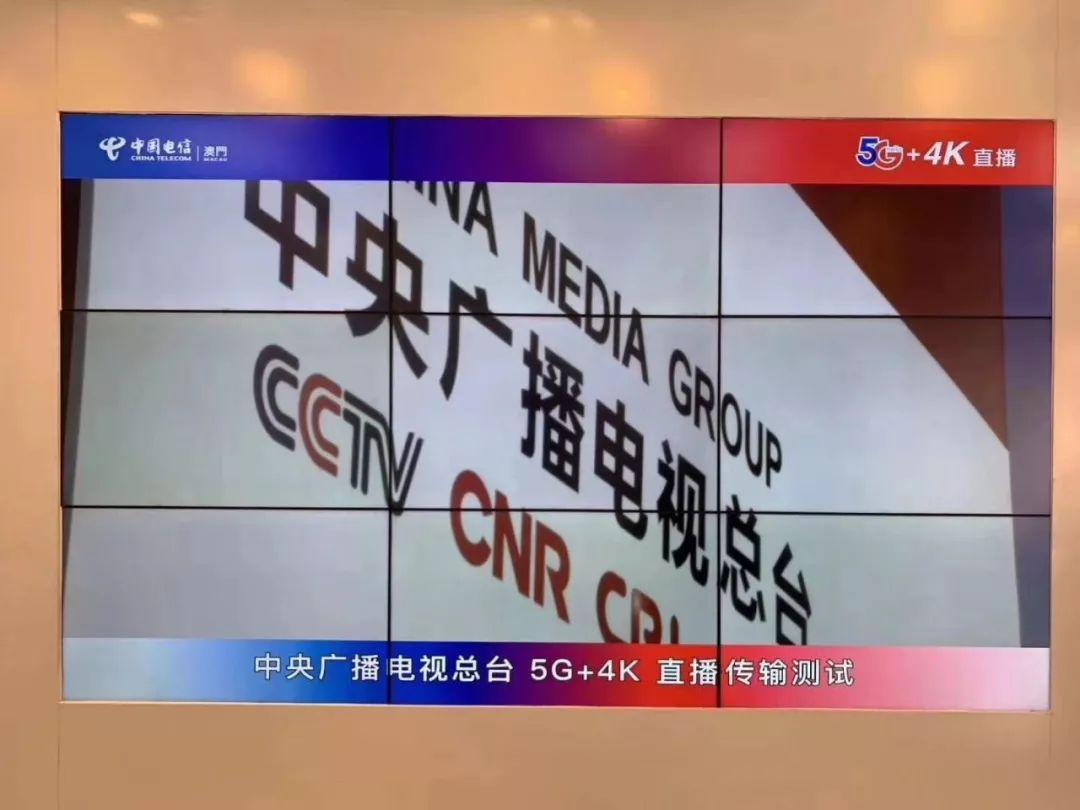 中国电信 CHINA TELECOM 澳門 MACAU
5G+4K 直播
CHINA MEDIA GROUP
中央广播电视总台
CCTV CNR CRI
中央广播电视总台 5G+4K 直播传输测试